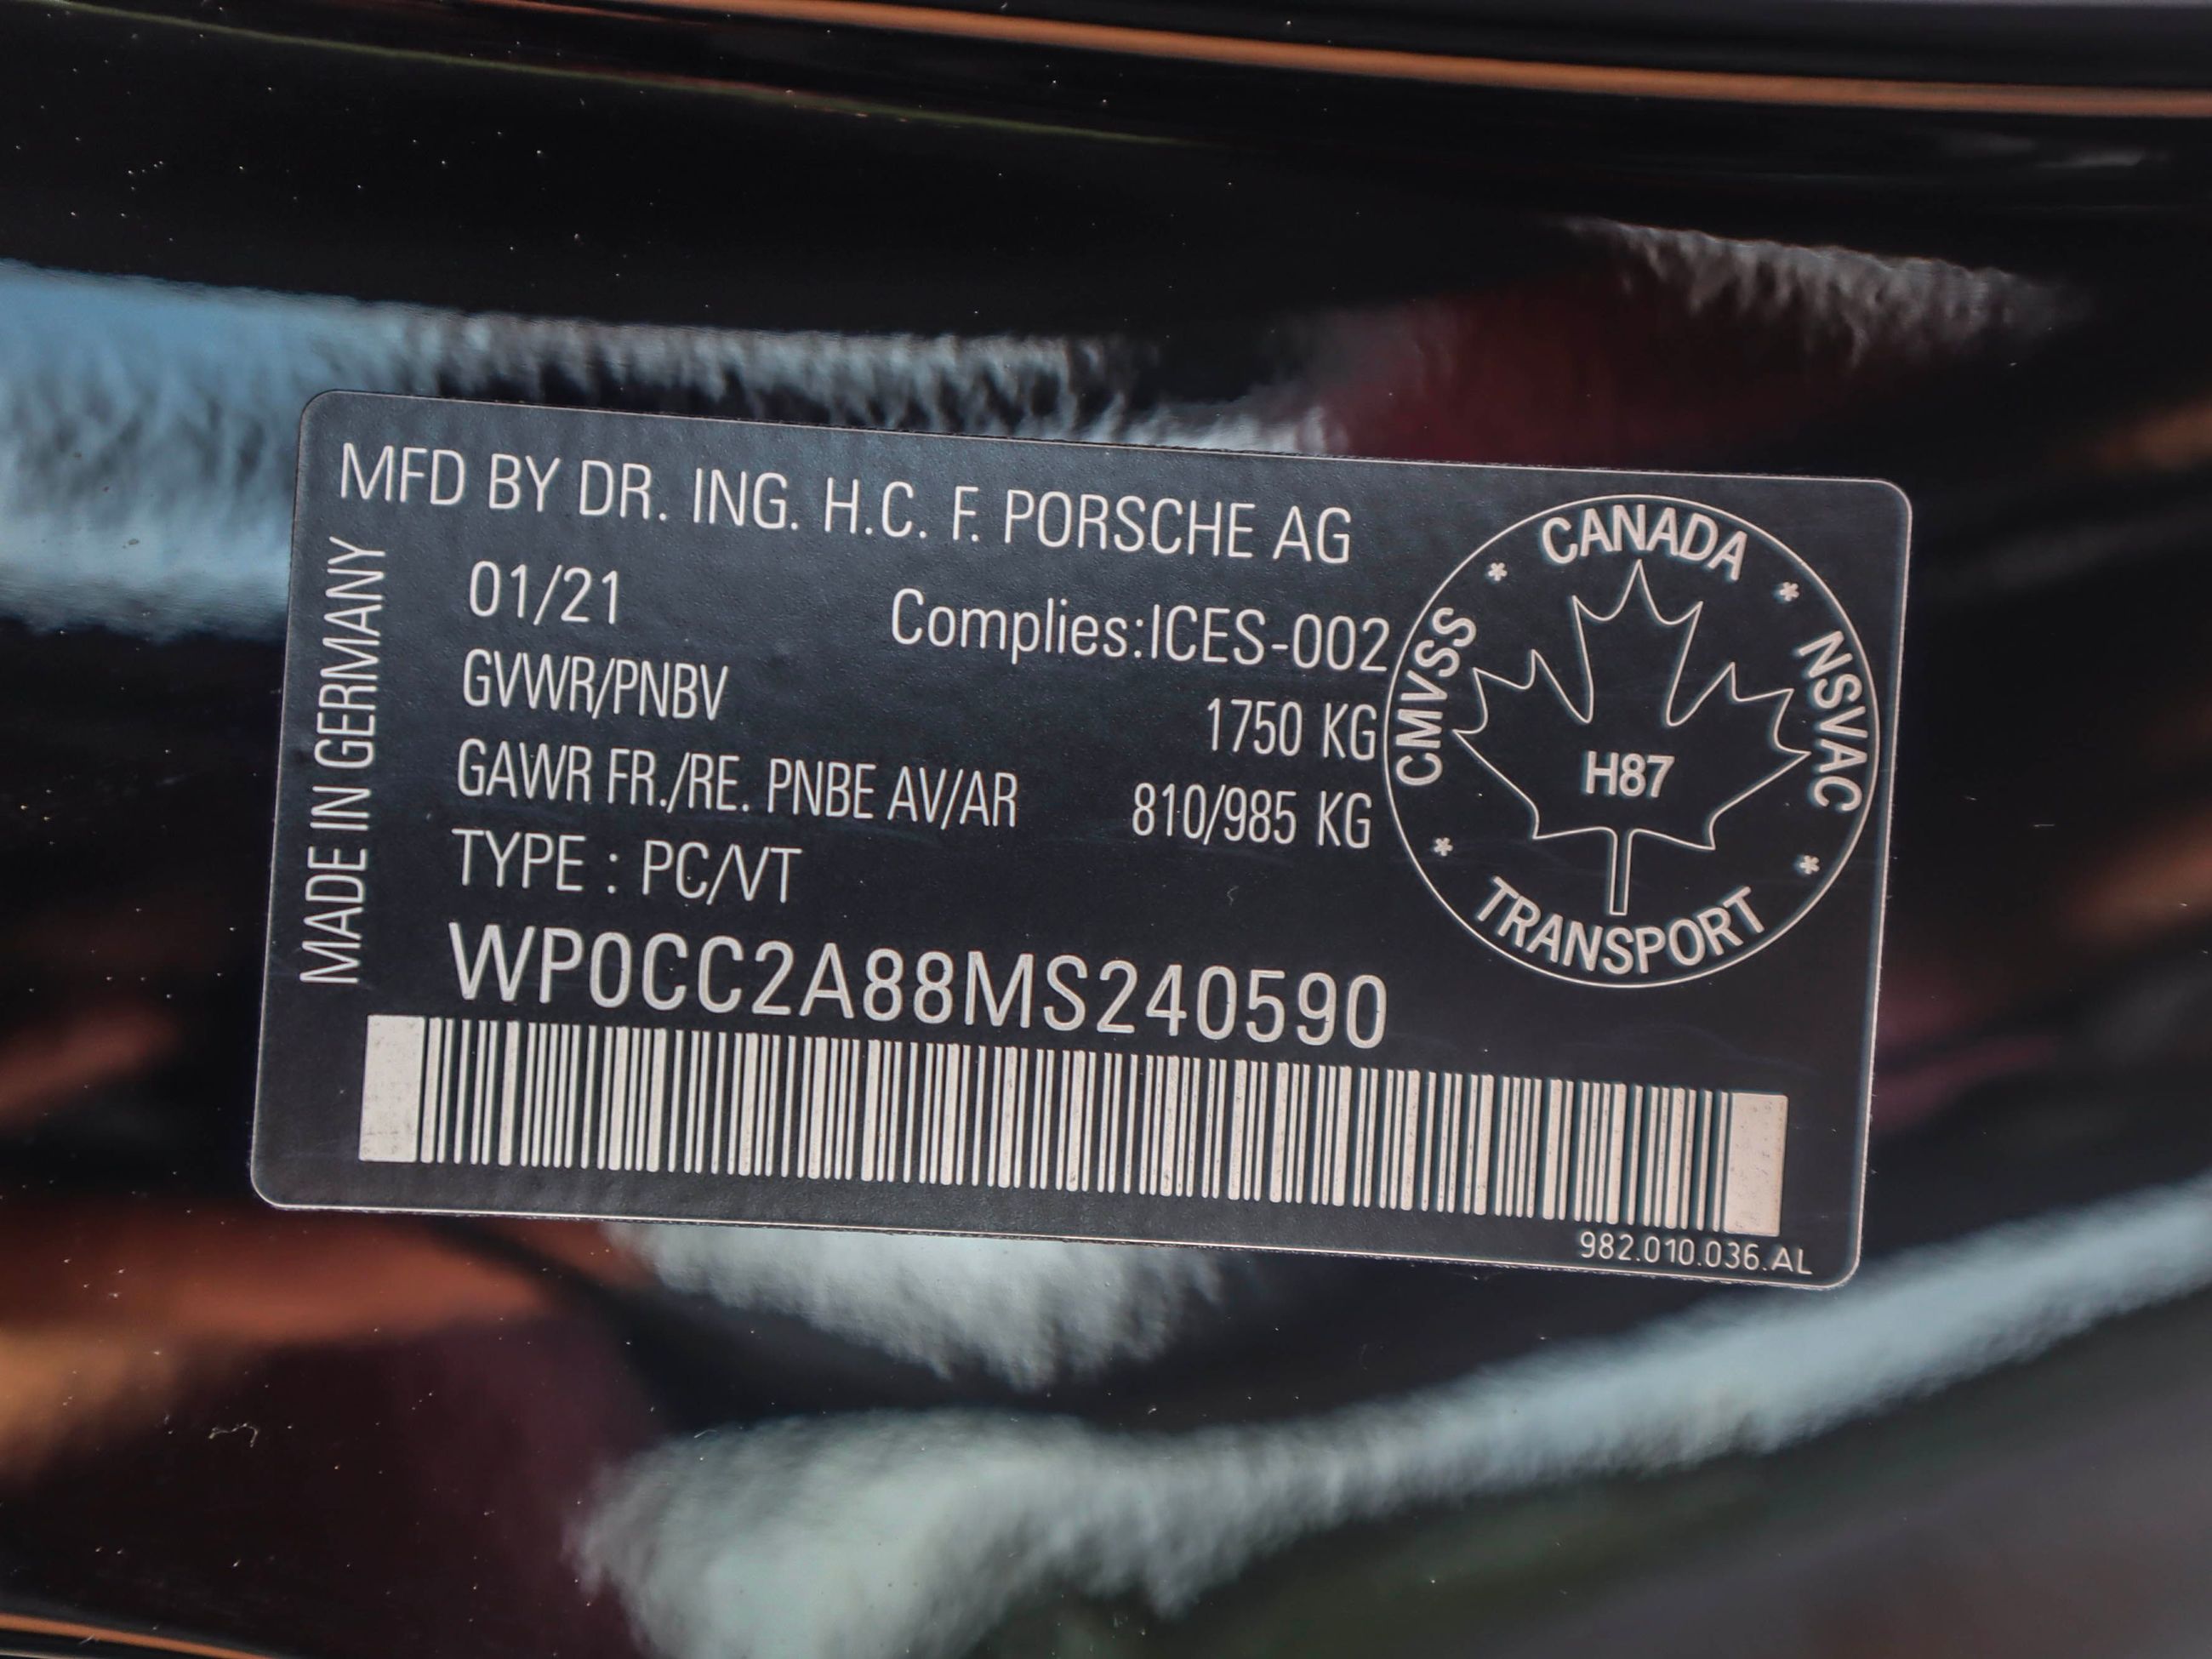 MFD BY DR. ING. H.C. F. PORSCHE AG
MADE IN GERMANY
01/21
Complies:ICES-002
GVWR/PNBV
1750 KG
GAWR FR./RE. PNBE AV/AR
810/985 KG
TYPE : PC/VT
WP0CC2A88MS240590
982.010.036.AL
CANADA
*
NSVAC
*
TRANSPORT
*
CMVSS
*
H87